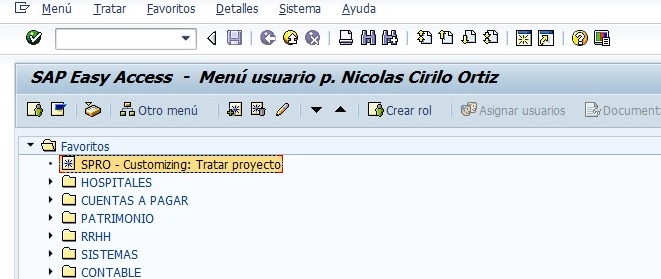 Menú Tratar Favoritos Detalles Sistema Ayuda
SAP Easy Access - Menú usuario p. Nicolas Cirilo Ortiz
Otro menú Crear rol Asignar usuarios Document
Favoritos
SPRO - Customizing: Tratar proyecto
HOSPITALES
CUENTAS A PAGAR
PATRIMONIO
RRHH
SISTEMAS
CONTABLE